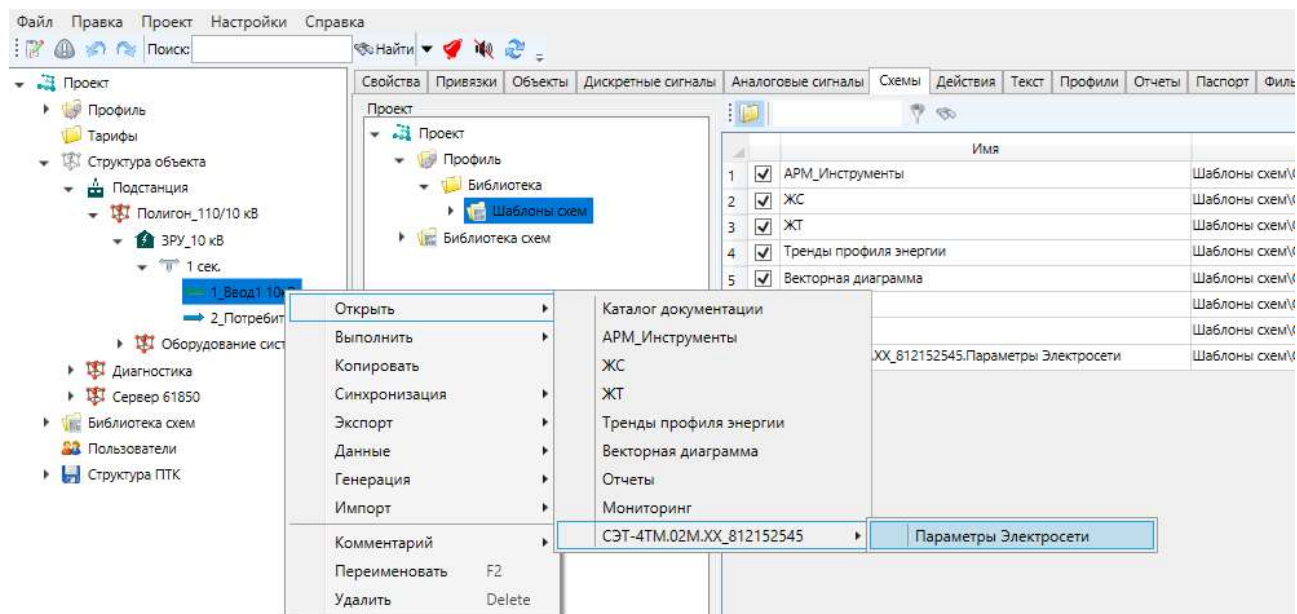 Файл Правка Проект Настройки Справка
Поиск: Найти
Проект
Профиль
Тарифы
Структура объекта
Подстанция
Полигон_110/10 кВ
ЗРУ_10 кВ
1 сек.
1_Ввод1
2_Потребит
Оборудование сист
Диагностика
Сервер 61850
Библиотека схем
Пользователи
Структура ПТК
Свойства Привязки Объекты Дискретные сигналы Аналоговые сигналы Схемы Действия Текст Профили Отчеты Паспорт Филь
Проект
Проект
Профиль
Библиотека
Шаблоны схем
Библиотека схем
Имя
1 АРМ_Инструменты Шаблоны схем\
2 ЖС Шаблоны схем\
3 ЖТ Шаблоны схем\
4 Тренды профиля энергии Шаблоны схем\
5 Векторная диаграмма Шаблоны схем\
Шаблоны схем\
Шаблоны схем\
.XX_812152545.Параметры Электросети Шаблоны схем\
Открыть
Выполнить
Копировать
Синхронизация
Экспорт
Данные
Генерация
Импорт
Комментарий
Переименовать F2
Удалить Delete
Каталог документации
АРМ_Инструменты
ЖС
ЖТ
Тренды профиля энергии
Векторная диаграмма
Отчеты
Мониторинг
СЭТ-4ТМ.02М.XX_812152545
Параметры Электросети